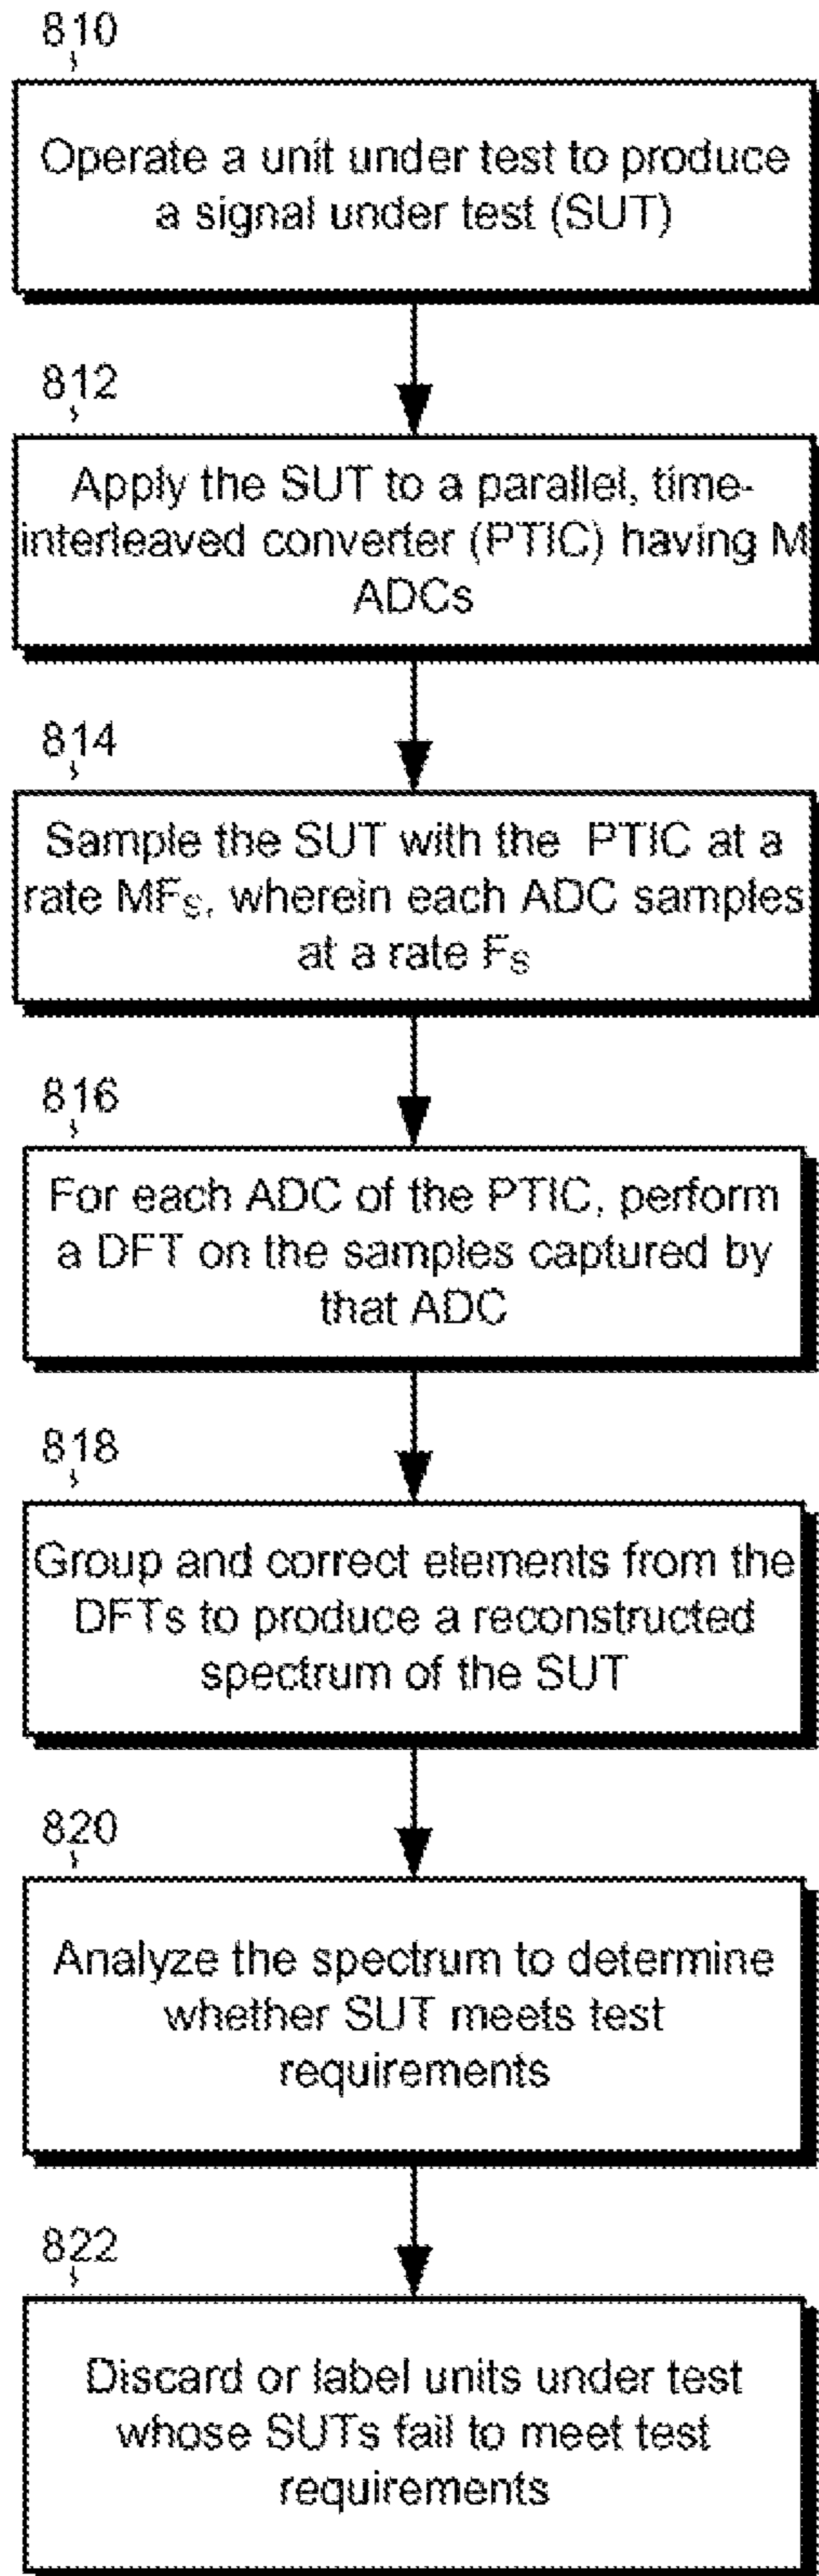 810
Operate a unit under test to produce
a signal under test (SUT)
812
Apply the SUT to a parallel, time-
interleaved converter (PTIC) having M
ADCs
814
Sample the SUT with the PTIC at a
rate MFS, wherein each ADC samples
at a rate FS
816
For each ADC of the PTIC, perform
a DFT on the samples captured by
that ADC
818
Group and correct elements from the
DFTs to produce a reconstructed
spectrum of the SUT
820
Analyze the spectrum to determine
whether SUT meets test
requirements
822
Discard or label units under test
whose SUTs fail to meet test
requirements